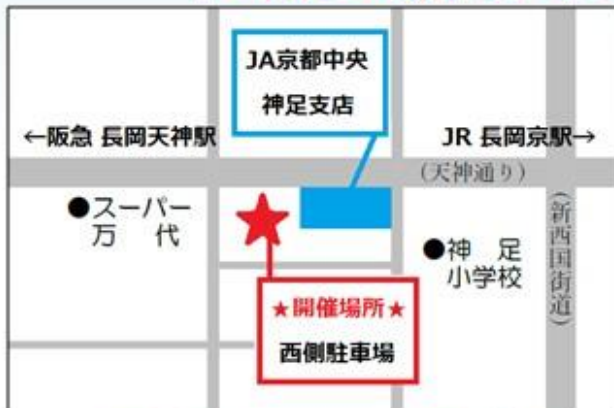 JA京都中央
神足支店
←阪急 長岡天神駅
JR 長岡京駅→
(天神通り)
●スーパー
万 代
(新西国街道)
●神 足
小学校
★開催場所★
西側駐車場